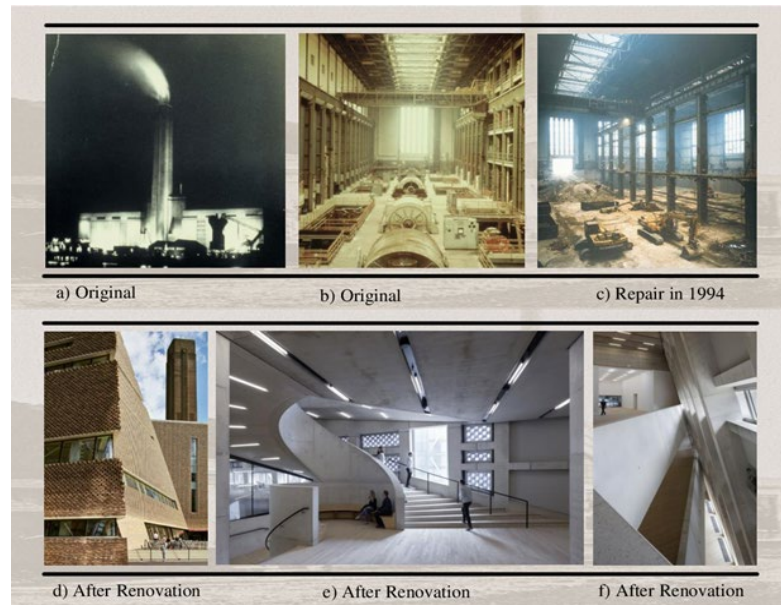 a) Original
b) Original
c) Repair in 1994
d) After Renovation
e) After Renovation
f) After Renovation